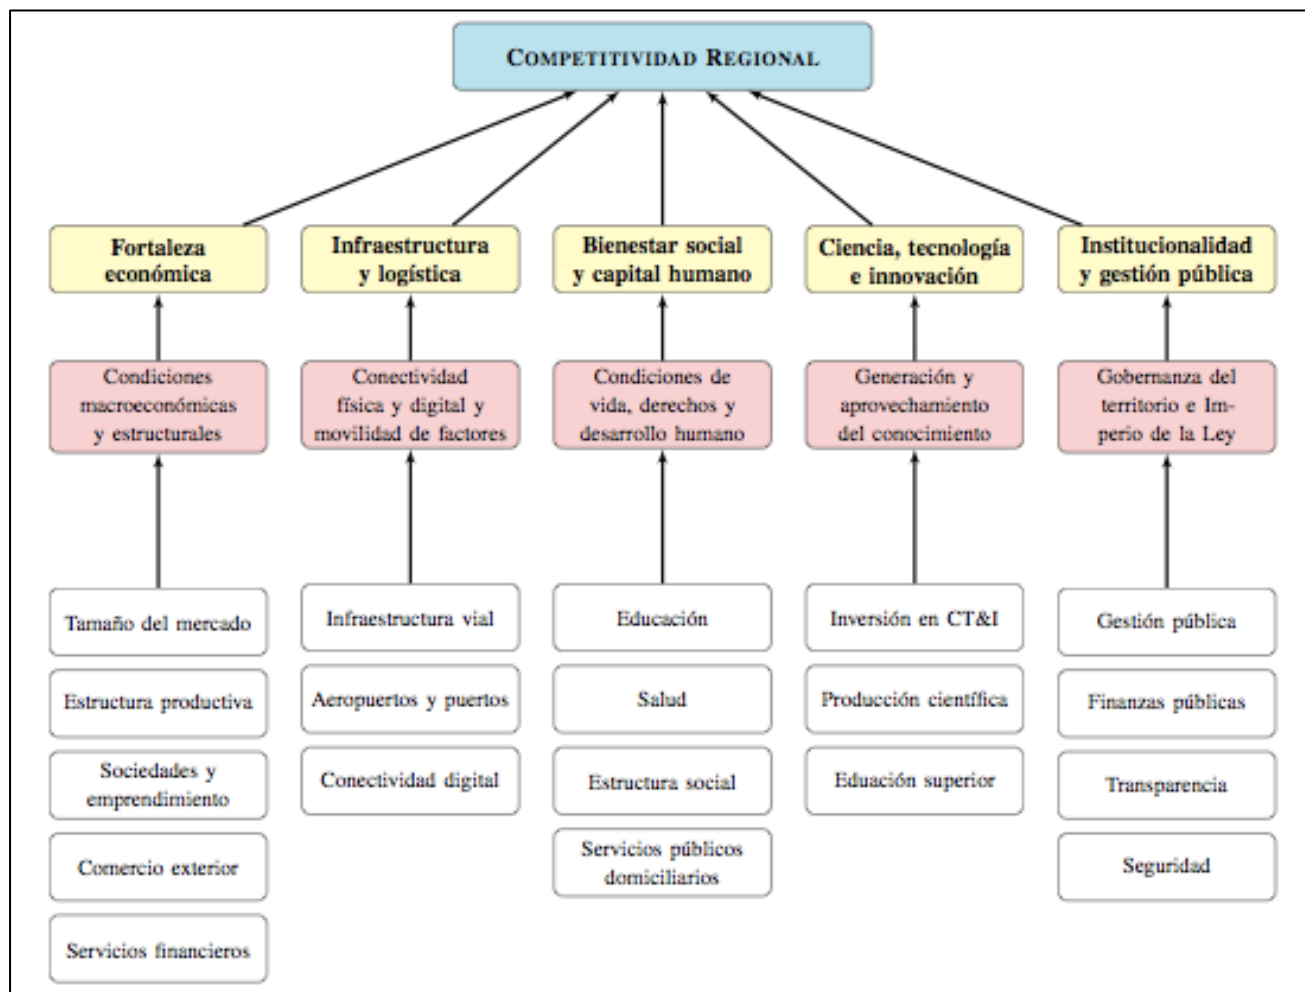 COMPETITIVIDAD REGIONAL
Fortaleza
económica
Infraestructura
y logística
Bienestar social
y capital humano
Ciencia, tecnología
e innovación
Institucionalidad
y gestión pública
Condiciones
macroeconómicas
y estructurales
Conectividad
física y digital y
movilidad de factores
Condiciones de
vida, derechos y
desarrollo humano
Generación y
aprovechamiento
del conocimiento
Gobernanza del
territorio e Im-
perio de la Ley
Tamaño del mercado
Infraestructura vial
Educación
Inversión en CT&I
Gestión pública
Estructura productiva
Aeropuertos y puertos
Salud
Producción científica
Finanzas públicas
Sociedades y
emprendimiento
Conectividad digital
Estructura social
Eduación superior
Transparencia
Comercio exterior
Servicios públicos
domiciliarios
Seguridad
Servicios financieros